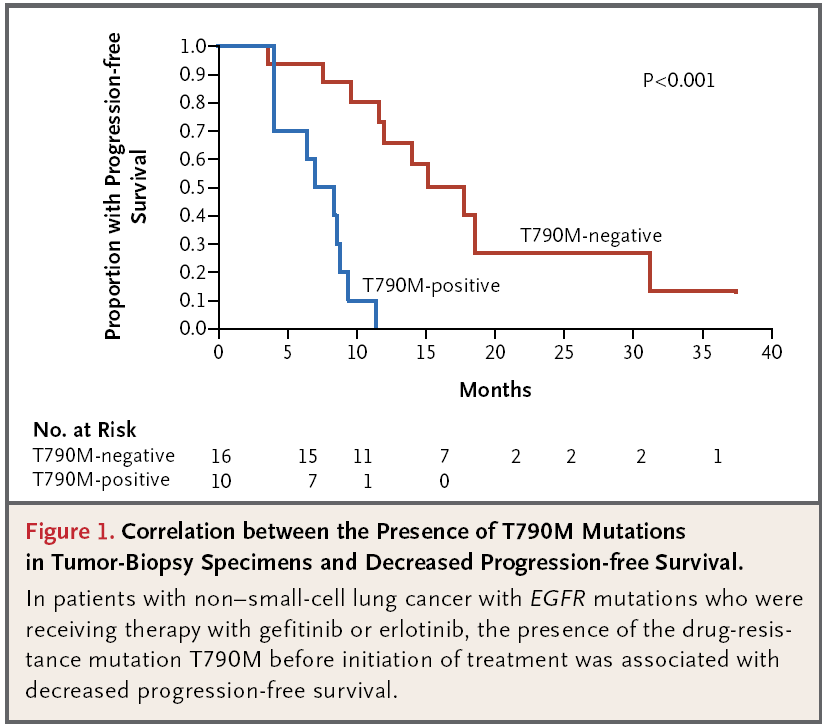 Proportion with Progression-free
Survival
1.0
0.9
0.8
0.7
0.6
0.5
0.4
0.3
0.2
0.1
0.0
P<0.001
T790M-negative
T790M-positive
0 5 10 15 20 25 30 35 40
Months
No. at Risk
T790M-negative 16 15 11 7 2 2 2 1
T790M-positive 10 7 1 0
Figure 1. Correlation between the Presence of T790M Mutations
in Tumor-Biopsy Specimens and Decreased Progression-free Survival.
In patients with non–small-cell lung cancer with EGFR mutations who were
receiving therapy with gefitinib or erlotinib, the presence of the drug-resis-
tance mutation T790M before initiation of treatment was associated with
decreased progression-free survival.